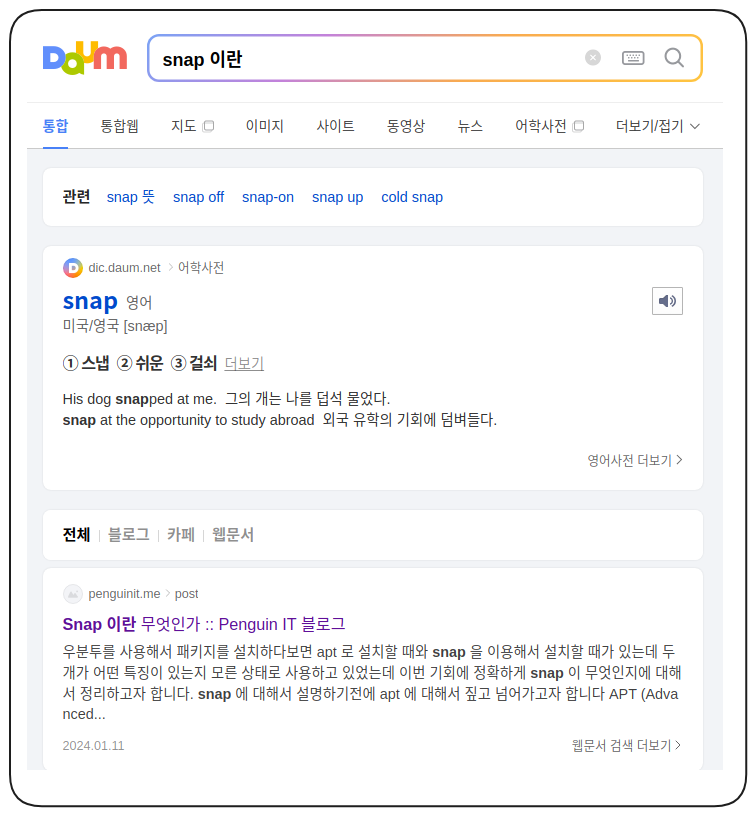 Daum
snap 이란
통합 통합웹 지도 이미지 사이트 동영상 뉴스 어학사전 더보기/접기
관련 snap 뜻 snap off snap-on snap up cold snap
dic.daum.net > 어학사전
snap 영어
미국/영국 [snæp]
① 스냅 ② 쉬운 ③ 걸쇠 더보기
His dog snapped at me. 그의 개는 나를 덥석 물었다.
snap at the opportunity to study abroad 외국 유학의 기회에 덤벼들다.
영어사전 더보기 >
전체 | 블로그 | 카페 | 웹문서
penguinit.me > post
Snap 이란 무엇인가 :: Penguin IT 블로그
우분투를 사용해서 패키지를 설치하다보면 apt 로 설치할 때와 snap 을 이용해서 설치할 때가 있는데 두
개가 어떤 특징이 있는지 모른 상태로 사용하고 있었는데 이번 기회에 정확하게 snap 이 무엇인지에 대해
서 정리하고자 합니다. snap 에 대해서 설명하기전에 apt 에 대해서 짚고 넘어가고자 합니다 APT (Adva
nced...
2024.01.11 웹문서 검색 더보기 >